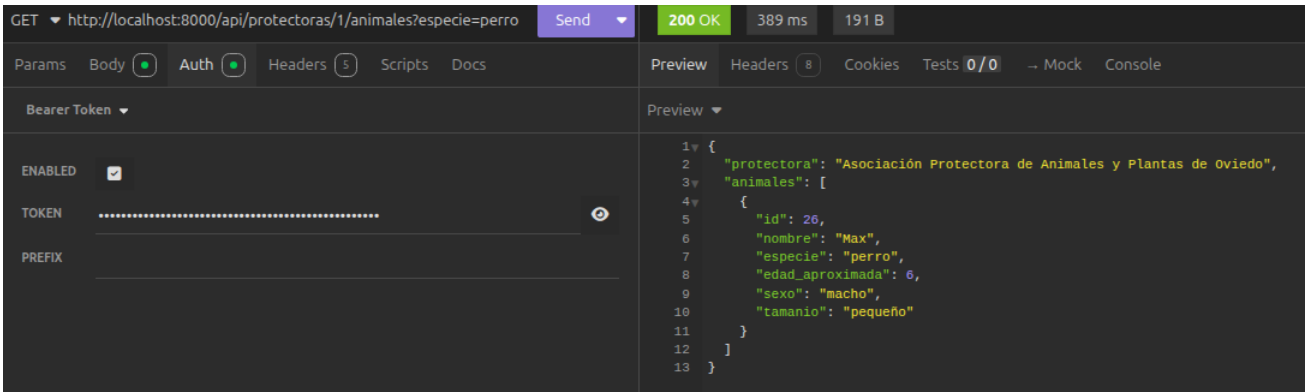 GET http://localhost:8000/api/protectoras/1/animales?especie=perro Send 200 OK 389 ms 191 B
Params Body Auth Headers 5 Scripts Docs Preview Headers 8 Cookies Tests 0 / 0 → Mock Console
Bearer Token
Preview
ENABLED
TOKEN ••••••••••••••••••••••••••••••••••••••••••••••••••
PREFIX
1 {
2 "protectora": "Asociación Protectora de Animales y Plantas de Oviedo",
3 "animales": [
4 {
5 "id": 26,
6 "nombre": "Max",
7 "especie": "perro",
8 "edad_aproximada": 6,
9 "sexo": "macho",
10 "tamanio": "pequeño"
11 }
12 ]
13 }